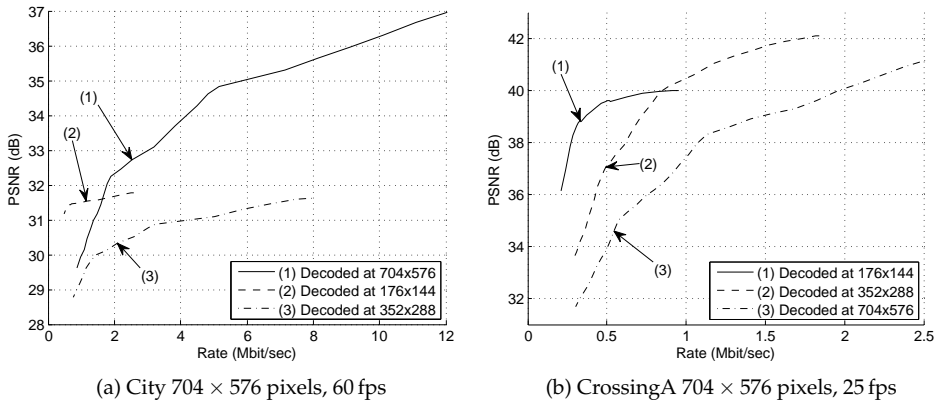 37
36
35
34
33
32
31
30
29
28
0
2
4
6
8
10
12
PSNR (dB)
Rate (Mbit/sec)
(1)
(2)
(3)
(1) Decoded at 704x576
(2) Decoded at 176x144
(3) Decoded at 352x288
(a) City 704 × 576 pixels, 60 fps
42
40
38
36
34
32
0
0.5
1
1.5
2
2.5
PSNR (dB)
Rate (Mbit/sec)
(1)
(2)
(3)
(1) Decoded at 176x144
(2) Decoded at 352x288
(3) Decoded at 704x576
(b) CrossingA 704 × 576 pixels, 25 fps